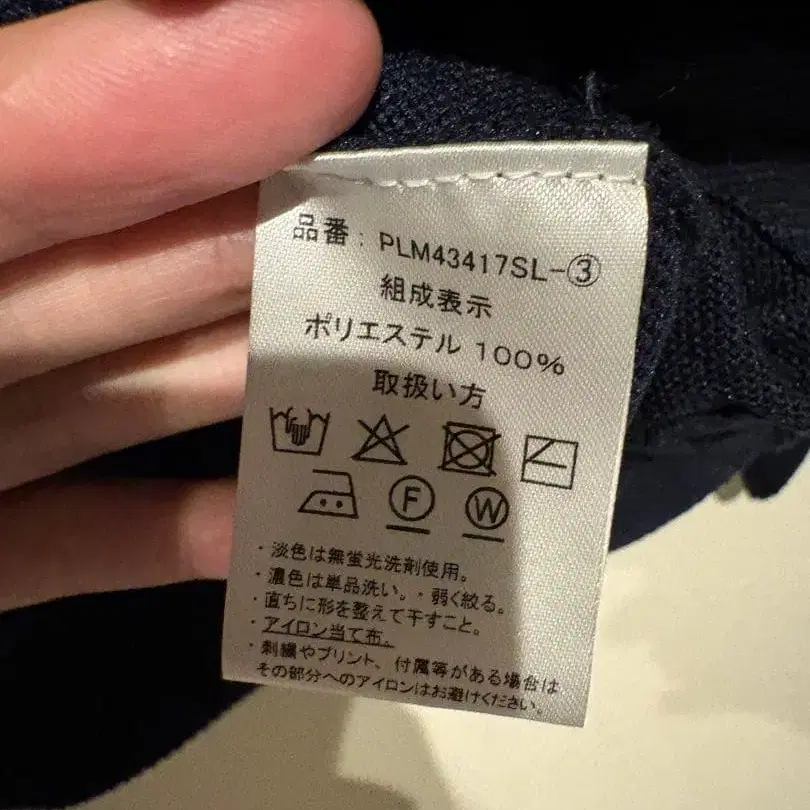 品番：PLM43417SL-③
組成表示
ポリエステル 100%
取扱い方
F W
・淡色は無蛍光洗剤使用。
・濃色は単品洗い。・弱く絞る。
・直ちに形を整えて干すこと。
・アイロン当て布。
・刺繍やプリント、付属等がある場合は
その部分へのアイロンはお避けください。